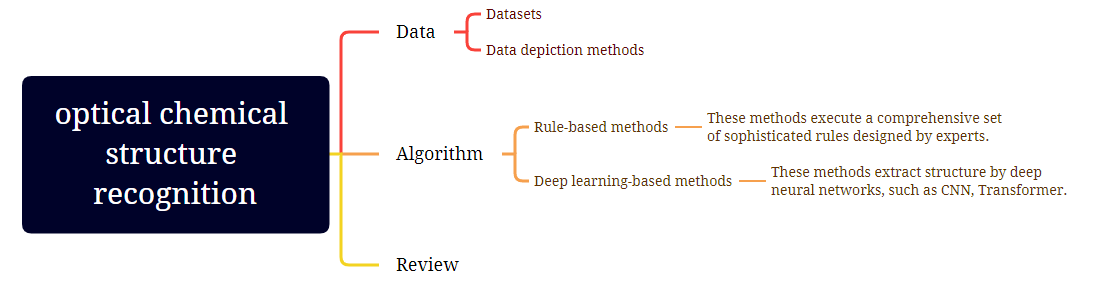 optical chemical
structure
recognition
Data
Datasets
Data depiction methods
Algorithm
Rule-based methods
These methods execute a comprehensive set
of sophisticated rules designed by experts.
Deep learning-based methods
These methods extract structure by deep
neural networks, such as CNN, Transformer.
Review